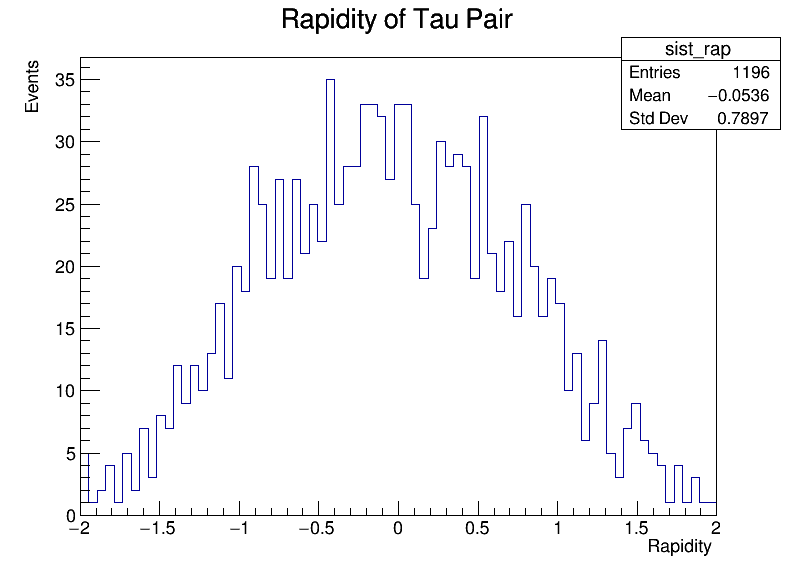 Rapidity of Tau Pair
sist_rap
Entries 1196
Mean −0.0536
Std Dev 0.7897
Events
35
30
25
20
15
10
5
0
−2 −1.5 −1 −0.5 0 0.5 1 1.5 2
Rapidity